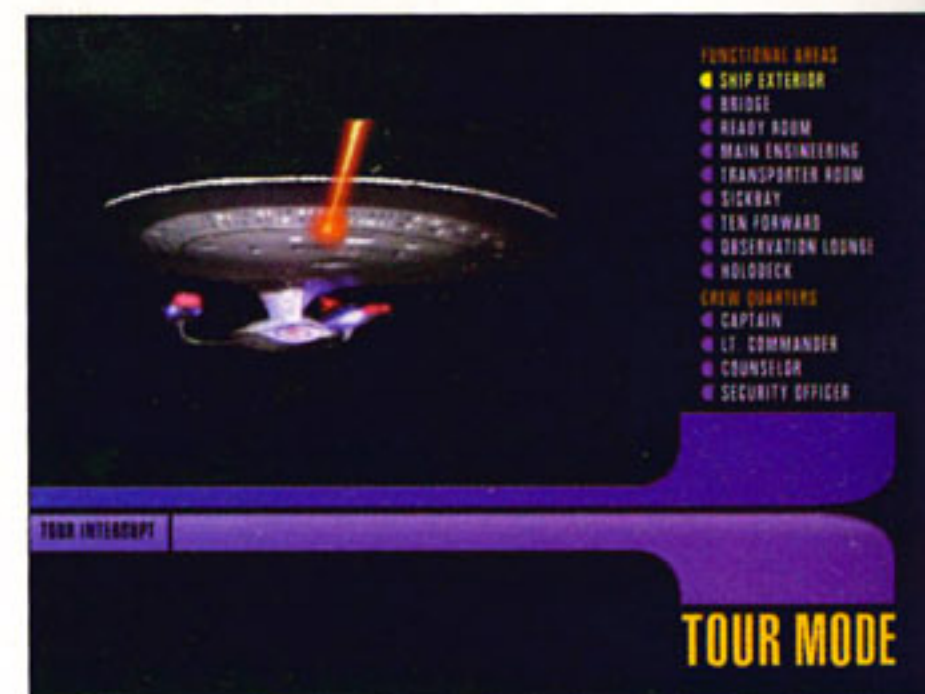 FUNCTIONAL AREAS
SHIP EXTERIOR
BRIDGE
READY ROOM
MAIN ENGINEERING
TRANSPORTER ROOM
SICKBAY
TEN FORWARD
OBSERVATION LOUNGE
HOLODECK
CREW QUARTERS
CAPTAIN
LT. COMMANDER
COUNSELOR
SECURITY OFFICER
TOUR INTERRUPT
TOUR MODE